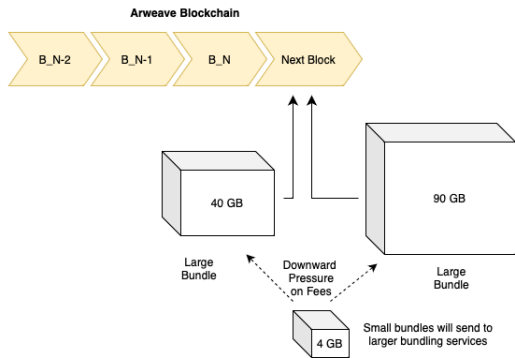 Arweave Blockchain
B_N-2
B_N-1
B_N
Next Block
40 GB
90 GB
Large
Bundle
Downward
Pressure
on Fees
Large
Bundle
4 GB
Small bundles will send to
larger bundling services